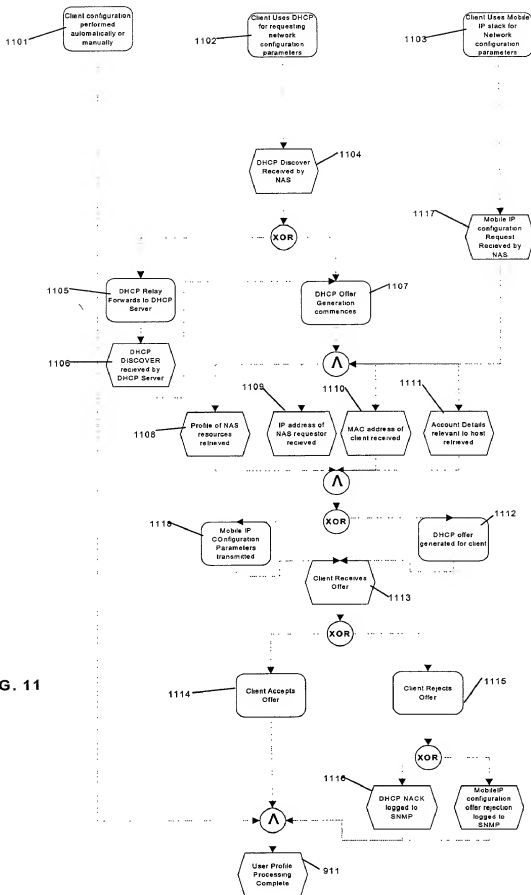 Client configuration
performed
automatically or
manually
1101
Client Uses DHCP
for requesting
network
configuration
parameters
1102
Client Uses Mobile
IP stack for
Network
configuration
parameters
1103
1104
DHCP Discover
Received by
NAS
XOR
1117
Mobile IP
configuration
Request
Recieved by
NAS
1105
DHCP Relay
Forwards to DHCP
Server
1107
DHCP Offer
Generation
commences
1106
DHCP
DISCOVER
recieved by
DHCP Server
Λ
1109
1110
1111
1108
Profile of NAS
resources
retrieved
IP address of
NAS requestor
recieved
MAC address of
client received
Account Details
relevant to host
retrieved
Λ
XOR
1118
Mobile IP
COnfiguration
Parameters
transmitted
1112
DHCP offer
generated for client
Client Receives
Offer
1113
XOR
G. 11
1114
Client Accepts
Offer
Client Rejects
Offer
1115
XOR
1116
DHCP NACK
logged to
SNMP
MobileIP
configuration
offer rejection
logged to
SNMP
Λ
User Profile
Processing
Complete
911